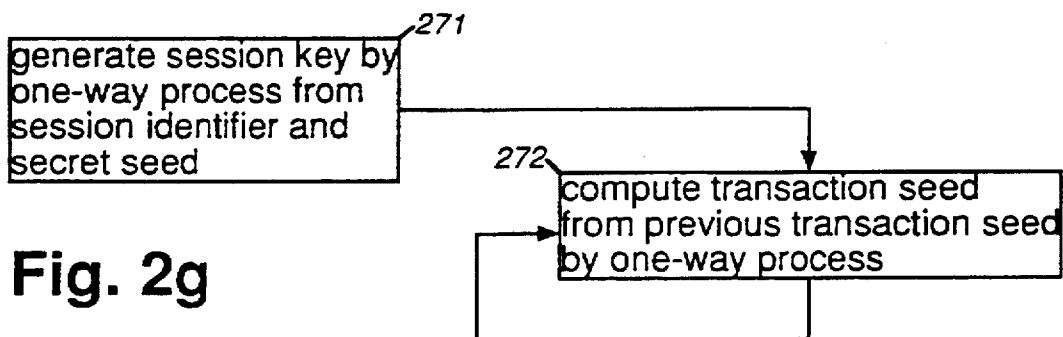 271
generate session key by
one-way process from
session identifier and
secret seed
272
compute transaction seed
from previous transaction seed
by one-way process
Fig. 2g